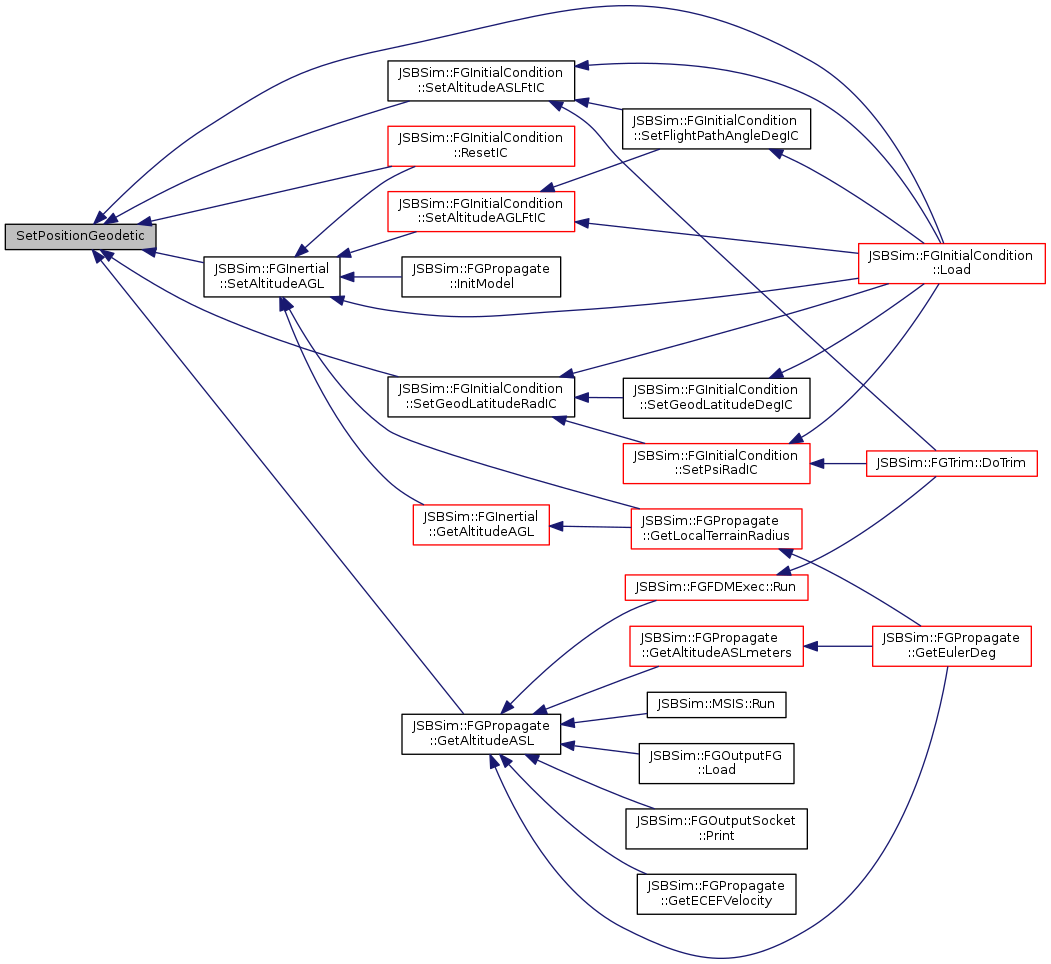 JSBSim::FGInitialCondition
::SetAltitudeASLFtIC
JSBSim::FGInitialCondition
::SetFlightPathAngleDegIC
JSBSim::FGInitialCondition
::ResetIC
JSBSim::FGInitialCondition
::SetAltitudeAGLFtIC
SetPositionGeodetic
JSBSim::FGInertial
::SetAltitudeAGL
JSBSim::FGPropagate
::InitModel
JSBSim::FGInitialCondition
::Load
JSBSim::FGInitialCondition
::SetGeodLatitudeRadIC
JSBSim::FGInitialCondition
::SetGeodLatitudeDegIC
JSBSim::FGInitialCondition
::SetPsiRadIC
JSBSim::FGTrim::DoTrim
JSBSim::FGInertial
::GetAltitudeAGL
JSBSim::FGPropagate
::GetLocalTerrainRadius
JSBSim::FGFDMExec::Run
JSBSim::FGPropagate
::GetAltitudeASLmeters
JSBSim::FGPropagate
::GetEulerDeg
JSBSim::MSIS::Run
JSBSim::FGPropagate
::GetAltitudeASL
JSBSim::FGOutputFG
::Load
JSBSim::FGOutputSocket
::Print
JSBSim::FGPropagate
::GetECEFVelocity